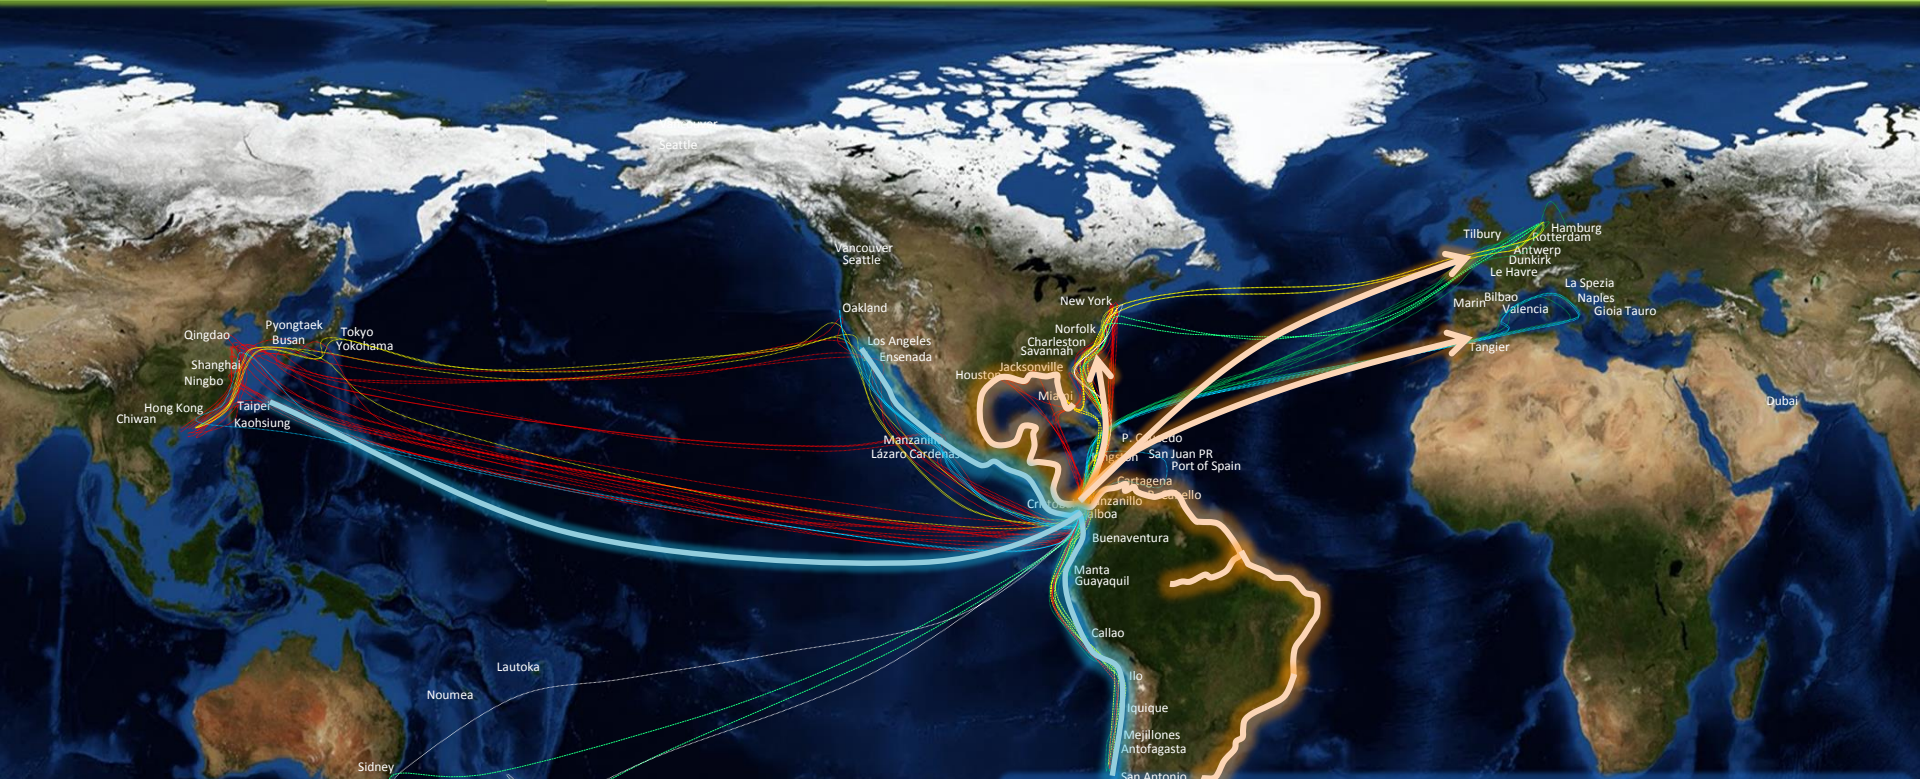 Seattle
Vancouver
Seattle
Oakland
Los Angeles
Ensenada
Manzanillo
Lázaro Cardenas
Qingdao
Pyongtaek
Busan
Tokyo
Yokohama
Shanghai
Ningbo
Hong Kong
Chiwan
Taipei
Kaohsiung
New York
Norfolk
Charleston
Savannah
Jacksonville
Houston
Miami
San Juan PR
Port of Spain
Cartagena
Buenaventura
Manta
Guayaquil
Callao
Ilo
Iquique
Mejillones
Antofagasta
San Antonio
Tilbury
Hamburg
Rotterdam
Antwerp
Dunkirk
Le Havre
La Spezia
Naples
Gioia Tauro
Marin
Bilbao
Valencia
Tangier
Dubai
Lautoka
Noumea
Sidney